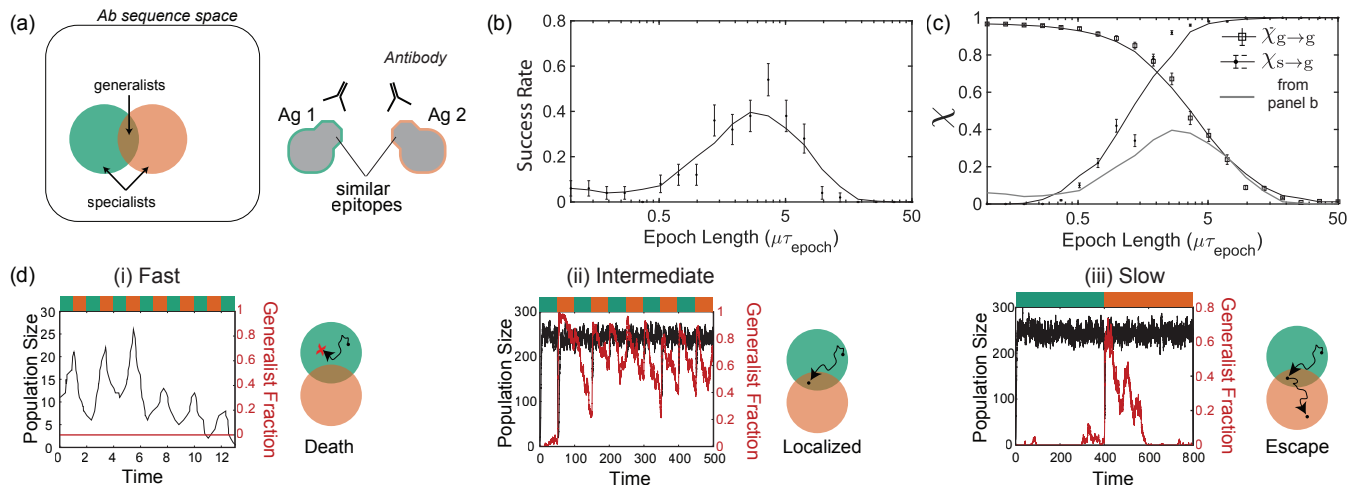 (a)
Ab sequence space
generalists
specialists
Antibody
Ag 1
Ag 2
similar
epitopes
(b)
Success Rate
0.8
0.6
0.4
0.2
0
0.5
5
50
Epoch Length (μτepoch)
(c)
χ
1
0.8
0.6
0.4
0.2
0
χg→g
χs→g
from
panel b
0.5
5
50
Epoch Length (μτepoch)
(d)
(i) Fast
Population Size
30
20
10
0
0 2 4 6 8 10 12
Time
1
0.8
0.6
0.4
0.2
0
Generalist Fraction
Death
(ii) Intermediate
Population Size
300
200
100
0
0 100 200 300 400 500
Time
1
0.8
0.6
0.4
0.2
0
Generalist Fraction
Localized
(iii) Slow
Population Size
300
200
100
0
0 200 400 600 800
Time
0.8
0.6
0.4
0.2
0
Generalist Fraction
Escape